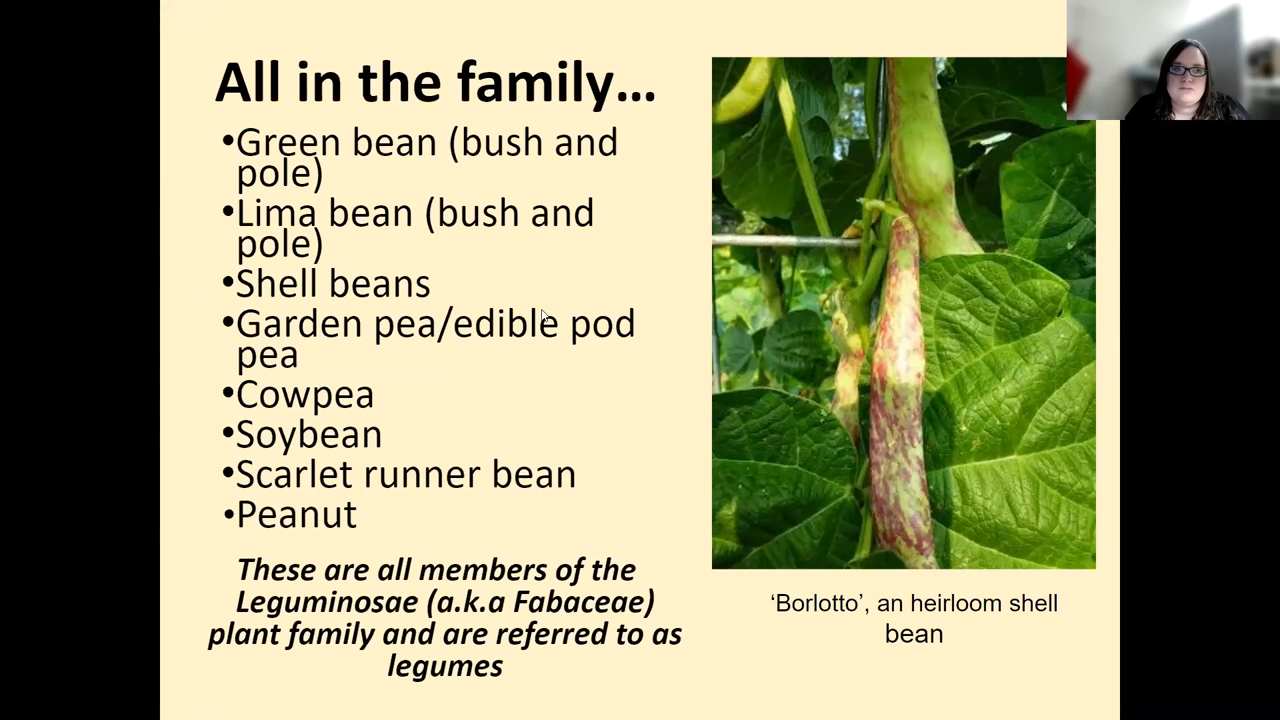 All in the family…
•Green bean (bush and
pole)
•Lima bean (bush and
pole)
•Shell beans
•Garden pea/edible pod
pea
•Cowpea
•Soybean
•Scarlet runner bean
•Peanut
These are all members of the
Leguminosae (a.k.a Fabaceae)
plant family and are referred to as
legumes
‘Borlotto’, an heirloom shell
bean